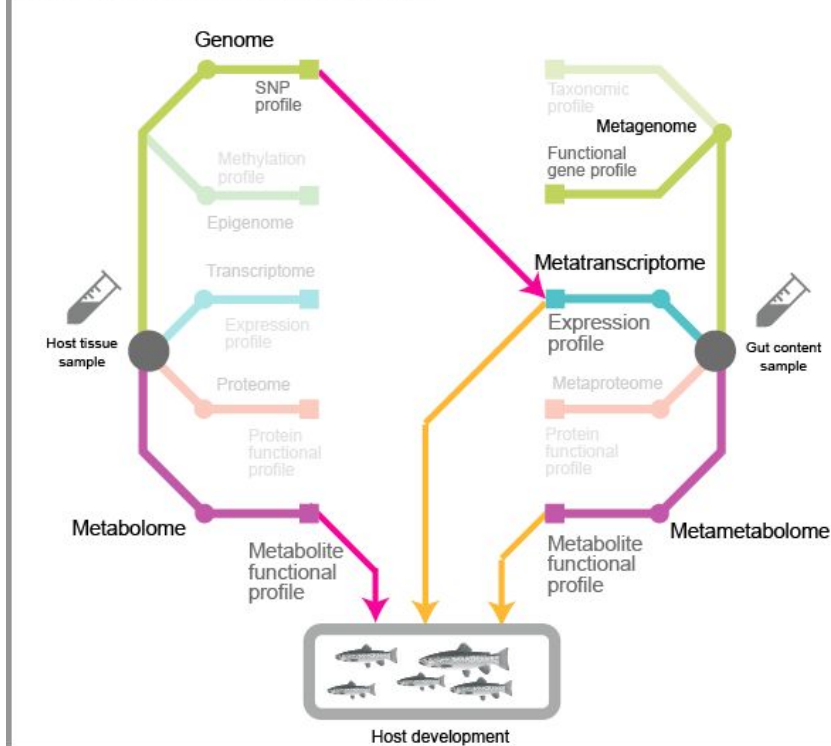 Genome
SNP
profile
Taxonomic
profile
Metagenome
Functional
gene profile
Methylation
profile
Epigenome
Transcriptome
Expression
profile
Metatranscriptome
Expression
profile
Host tissue
sample
Gut content
sample
Proteome
Protein
functional
profile
Metaproteome
Protein
functional
profile
Metabolome
Metabolite
functional
profile
Metabolite
functional
profile
Metametabolome
Host development